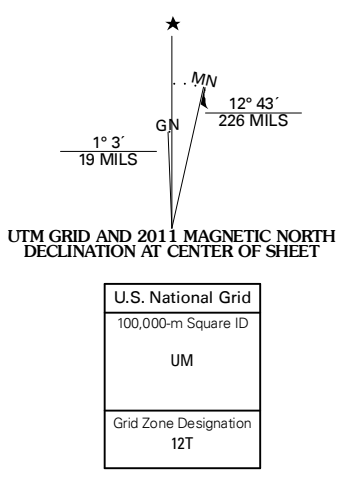 MN
12° 43´
226 MILS
GN
1° 3´
19 MILS
UTM GRID AND 2011 MAGNETIC NORTH
DECLINATION AT CENTER OF SHEET
U.S. National Grid
100,000-m Square ID
UM
Grid Zone Designation
12T